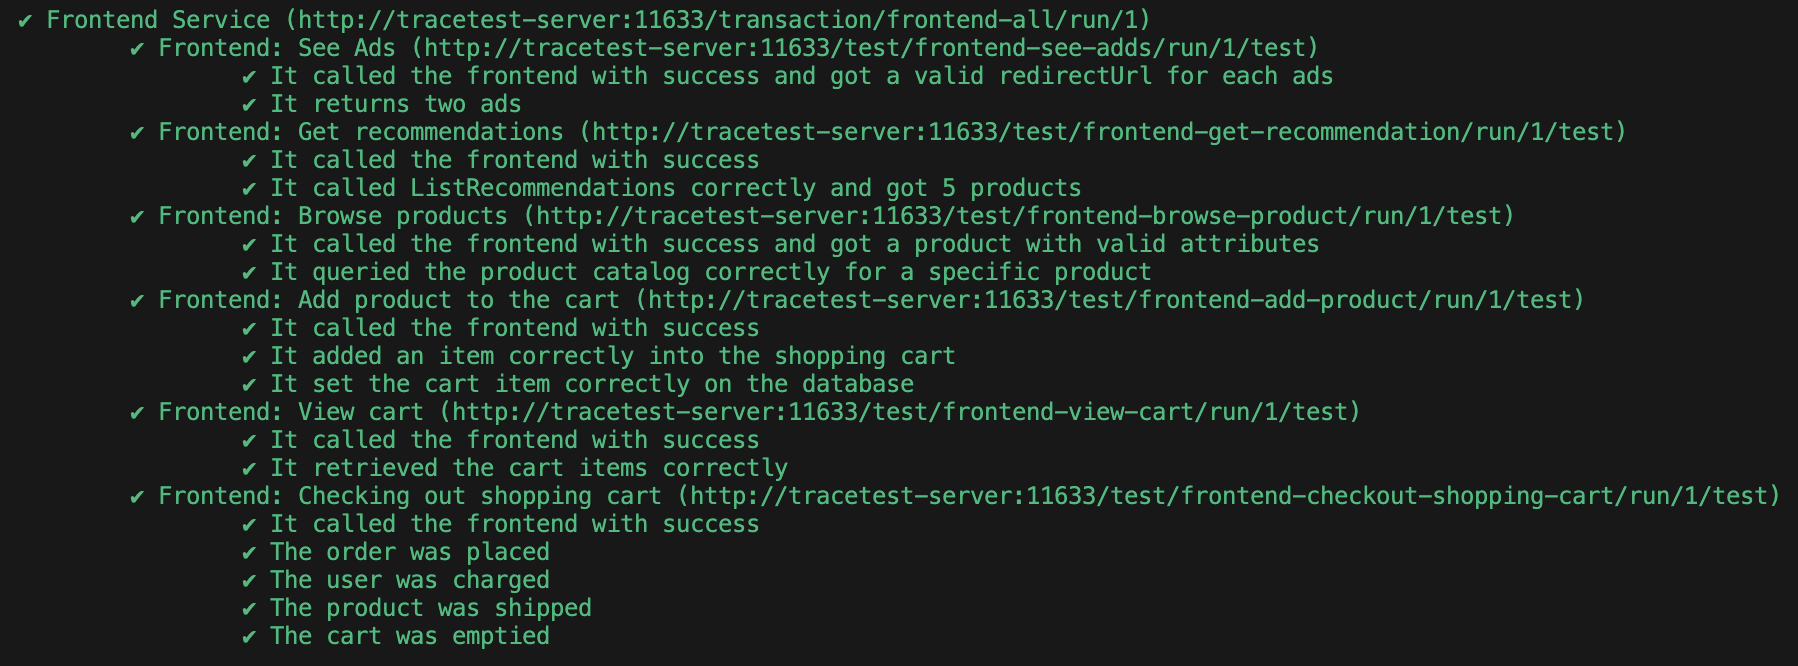 ✔ Frontend Service (http://tracetest-server:11633/transaction/frontend-all/run/1)
✔ Frontend: See Ads (http://tracetest-server:11633/test/frontend-see-adds/run/1/test)
✔ It called the frontend with success and got a valid redirectUrl for each ads
✔ It returns two ads
✔ Frontend: Get recommendations (http://tracetest-server:11633/test/frontend-get-recommendation/run/1/test)
✔ It called the frontend with success
✔ It called ListRecommendations correctly and got 5 products
✔ Frontend: Browse products (http://tracetest-server:11633/test/frontend-browse-product/run/1/test)
✔ It called the frontend with success and got a product with valid attributes
✔ It queried the product catalog correctly for a specific product
✔ Frontend: Add product to the cart (http://tracetest-server:11633/test/frontend-add-product/run/1/test)
✔ It called the frontend with success
✔ It added an item correctly into the shopping cart
✔ It set the cart item correctly on the database
✔ Frontend: View cart (http://tracetest-server:11633/test/frontend-view-cart/run/1/test)
✔ It called the frontend with success
✔ It retrieved the cart items correctly
✔ Frontend: Checking out shopping cart (http://tracetest-server:11633/test/frontend-checkout-shopping-cart/run/1/test)
✔ It called the frontend with success
✔ The order was placed
✔ The user was charged
✔ The product was shipped
✔ The cart was emptied